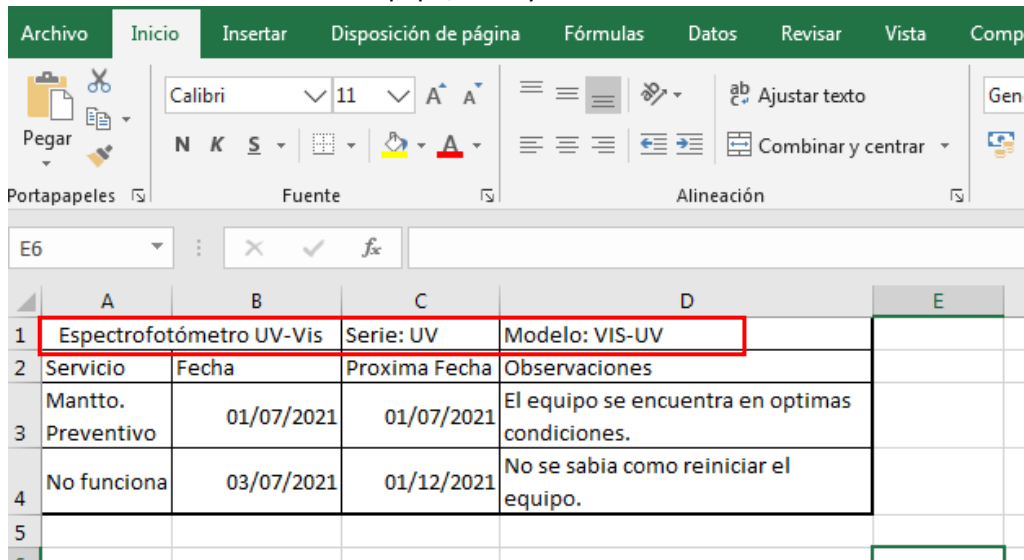 Archivo Inicio Insertar Disposición de página Fórmulas Datos Revisar Vista
Calibri 11 ab Ajustar texto
Pegar N K S A Combinar y centrar
Portapapeles Fuente Alineación
E6 fx
A B C D E
1 Espectrofotómetro UV-Vis Serie: UV Modelo: VIS-UV
2 Servicio Fecha Proxima Fecha Observaciones
3 Mantto. Preventivo 01/07/2021 01/07/2021 El equipo se encuentra en optimas condiciones.
4 No funciona 03/07/2021 01/12/2021 No se sabia como reiniciar el equipo.
5